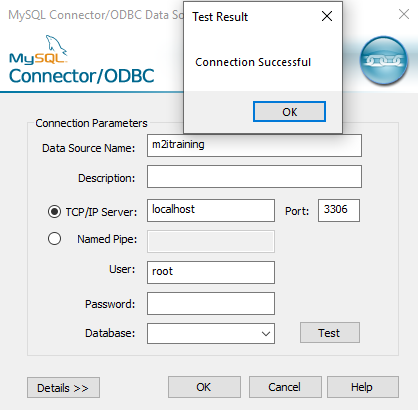 MySQL Connector/ODBC Data So
Test Result
Connection Successful
OK
MySQL
Connector/ODBC
Connection Parameters
Data Source Name: m2itraining
Description:
TCP/IP Server: localhost Port: 3306
Named Pipe:
User: root
Password:
Database:
Test
Details >> OK Cancel Help